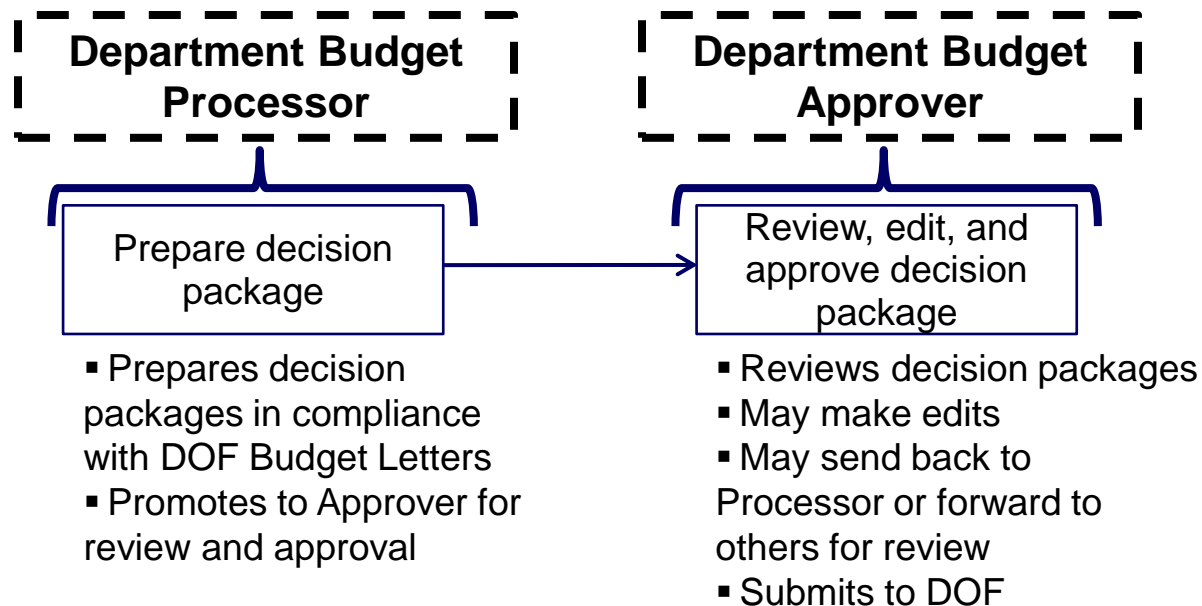 Department Budget
Processor
Prepare decision
package
▪ Prepares decision
packages in compliance
with DOF Budget Letters
▪ Promotes to Approver for
review and approval
Department Budget
Approver
Review, edit, and
approve decision
package
▪ Reviews decision packages
▪ May make edits
▪ May send back to
Processor or forward to
others for review
▪ Submits to DOF